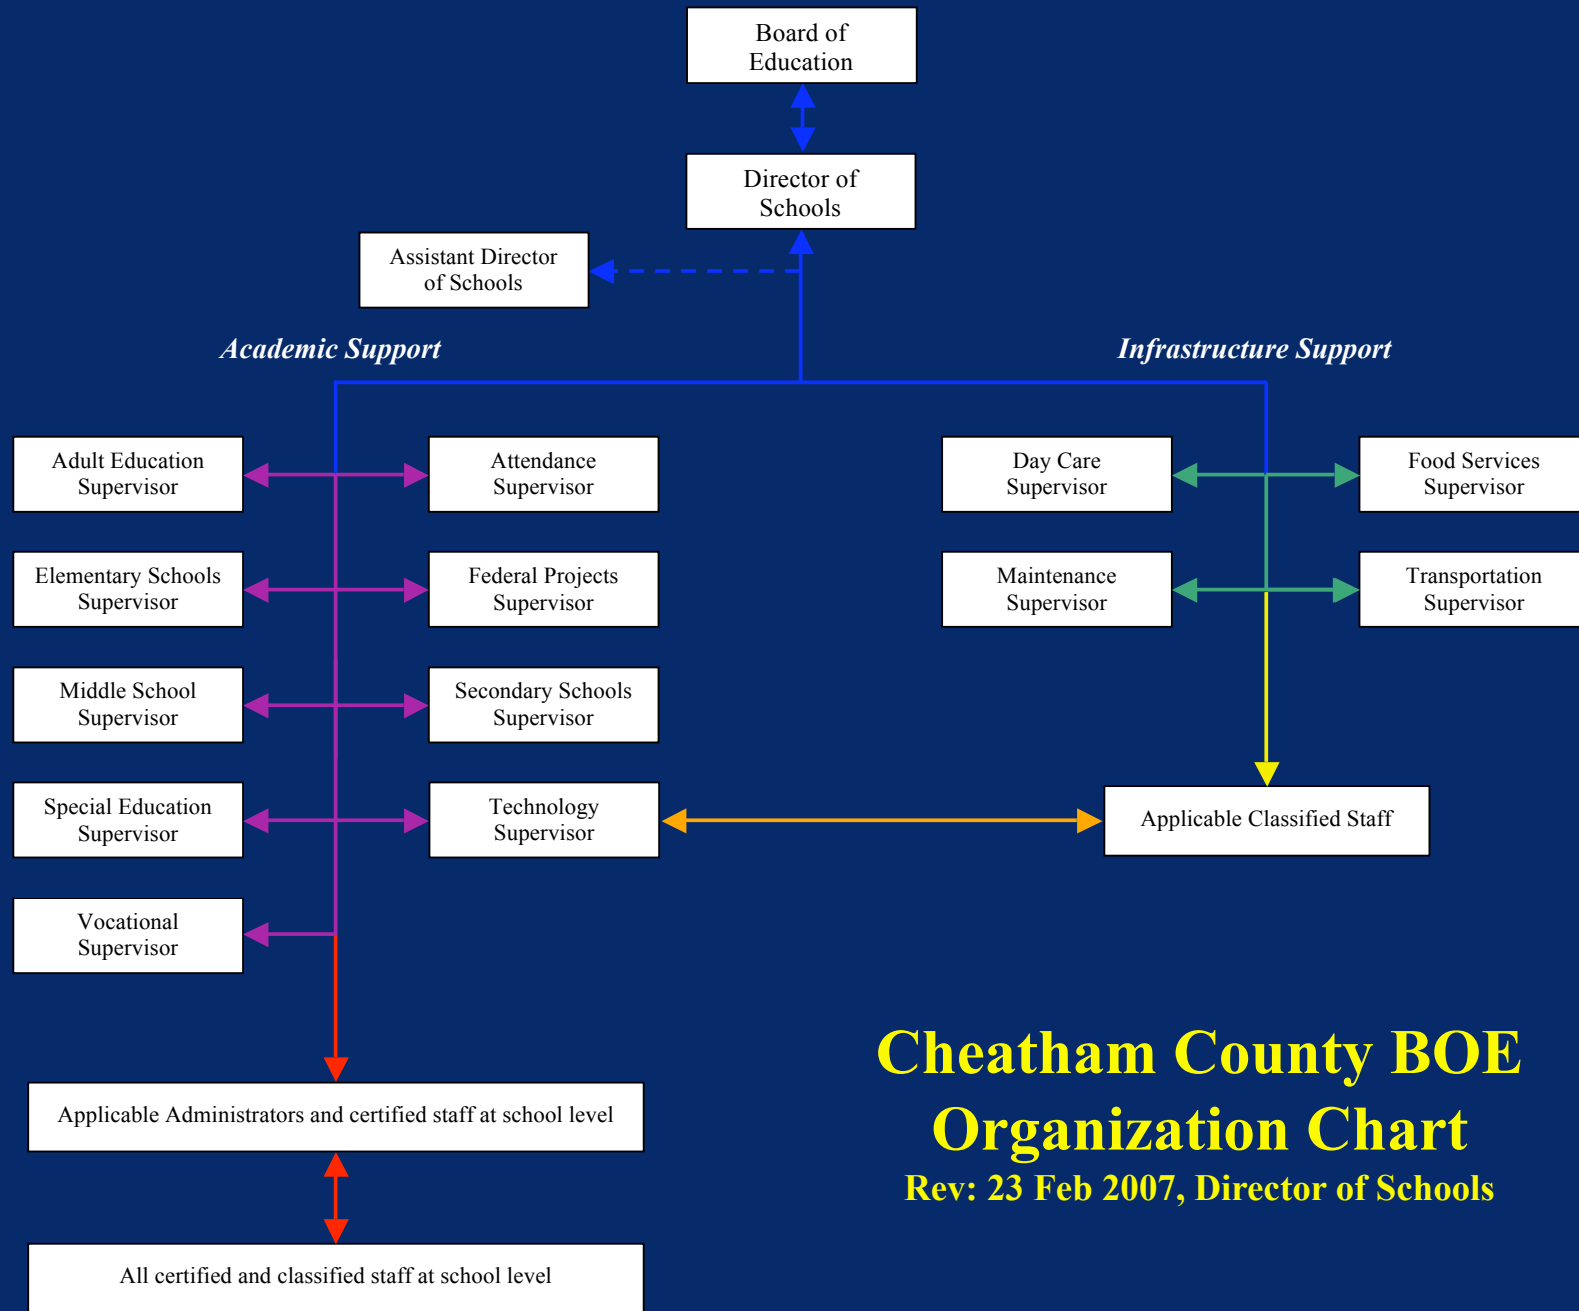 Board of
Education
Director of
Schools
Assistant Director
of Schools
Academic Support
Infrastructure Support
Adult Education
Supervisor
Attendance
Supervisor
Day Care
Supervisor
Food Services
Supervisor
Elementary Schools
Supervisor
Federal Projects
Supervisor
Maintenance
Supervisor
Transportation
Supervisor
Middle School
Supervisor
Secondary Schools
Supervisor
Special Education
Supervisor
Technology
Supervisor
Applicable Classified Staff
Vocational
Supervisor
Applicable Administrators and certified staff at school level
All certified and classified staff at school level
Cheatham County BOE
Organization Chart
Rev: 23 Feb 2007, Director of Schools